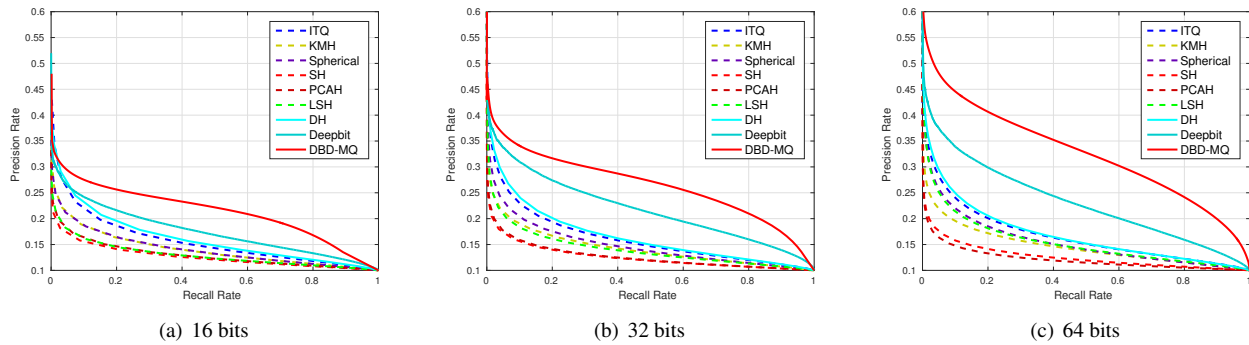 0.6
0.55
0.5
0.45
0.4
0.35
0.3
0.25
0.2
0.15
0.1
Precision Rate
0 0.2 0.4 0.6 0.8 1
Recall Rate
ITQ
KMH
Spherical
SH
PCAH
LSH
DH
Deepbit
DBD-MQ
(a) 16 bits
0.6
0.55
0.5
0.45
0.4
0.35
0.3
0.25
0.2
0.15
0.1
Precision Rate
0 0.2 0.4 0.6 0.8 1
Recall Rate
ITQ
KMH
Spherical
SH
PCAH
LSH
DH
Deepbit
DBD-MQ
(b) 32 bits
0.6
0.55
0.5
0.45
0.4
0.35
0.3
0.25
0.2
0.15
0.1
Precision Rate
0 0.2 0.4 0.6 0.8 1
Recall Rate
ITQ
KMH
Spherical
SH
PCAH
LSH
DH
Deepbit
DBD-MQ
(c) 64 bits